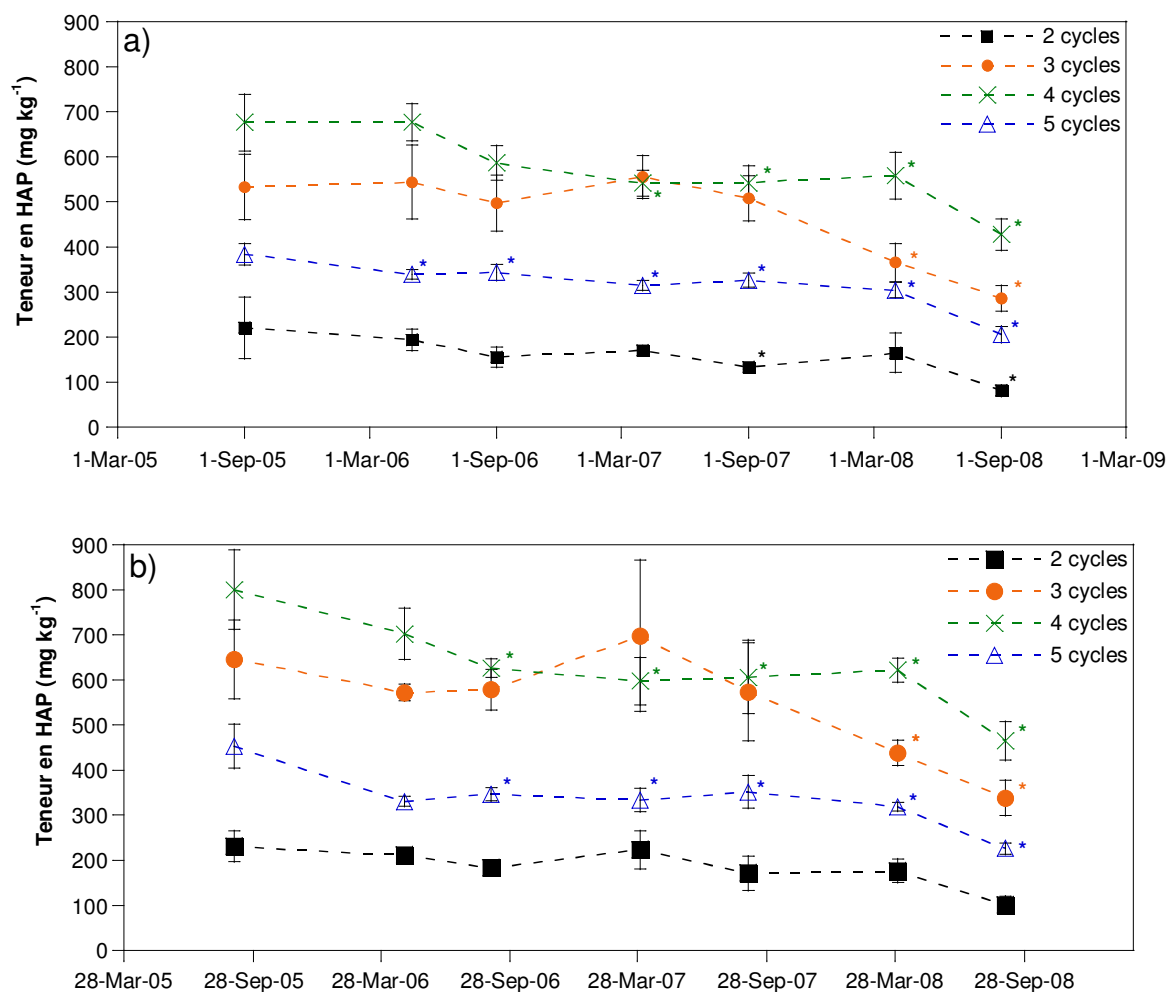 a)
Teneur en HAP (mg kg-1)
900
800
700
600
500
400
300
200
100
0
2 cycles
3 cycles
4 cycles
5 cycles
* * *
*
* *
* * * * * *
* *
1-Mar-05 1-Sep-05 1-Mar-06 1-Sep-06 1-Mar-07 1-Sep-07 1-Mar-08 1-Sep-08 1-Mar-09
b)
Teneur en HAP (mg kg-1)
900
800
700
600
500
400
300
200
100
0
2 cycles
3 cycles
4 cycles
5 cycles
* * * * *
* *
* * * * *
28-Mar-05 28-Sep-05 28-Mar-06 28-Sep-06 28-Mar-07 28-Sep-07 28-Mar-08 28-Sep-08